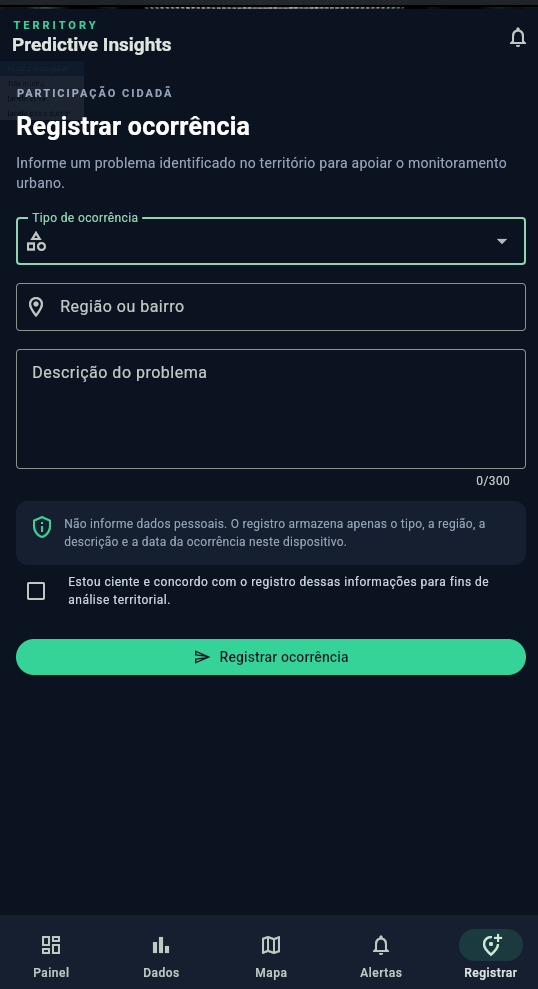 TERRITORY
Predictive Insights
PARTICIPAÇÃO CIDADÃ
Registrar ocorrência
Informe um problema identificado no território para apoiar o monitoramento
urbano.
Tipo de ocorrência
Região ou bairro
Descrição do problema
0/300
Não informe dados pessoais. O registro armazena apenas o tipo, a região, a
descrição e a data da ocorrência neste dispositivo.
Estou ciente e concordo com o registro dessas informações para fins de
análise territorial.
Registrar ocorrência
Painel
Dados
Mapa
Alertas
Registrar